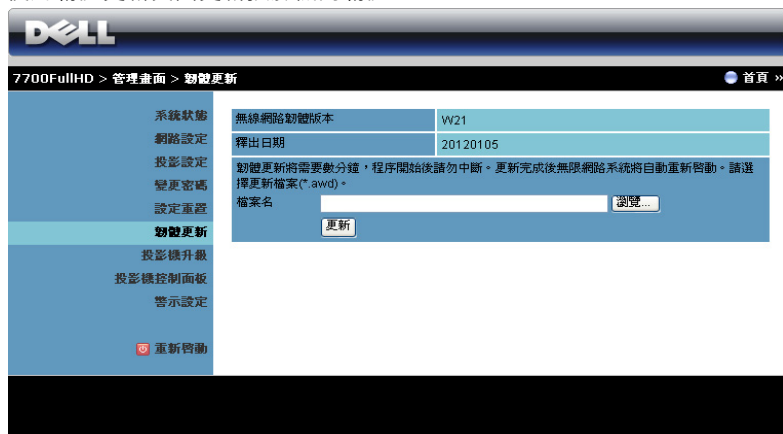 DELL
7700FullHD > 管理畫面 > 韌體更新
首頁 »
系統狀態
網路設定
投影設定
變更密碼
設定重置
韌體更新
投影機升級
投影機控制面板
警示設定
重新啓動
無線網路韌體版本 W21
釋出日期 20120105
韌體更新將需要數分鐘，程序開始後請勿中斷。更新完成後無限網路系統將自動重新啓動。請選
擇更新檔案(*.awd)。
檔案名 瀏覽...
更新